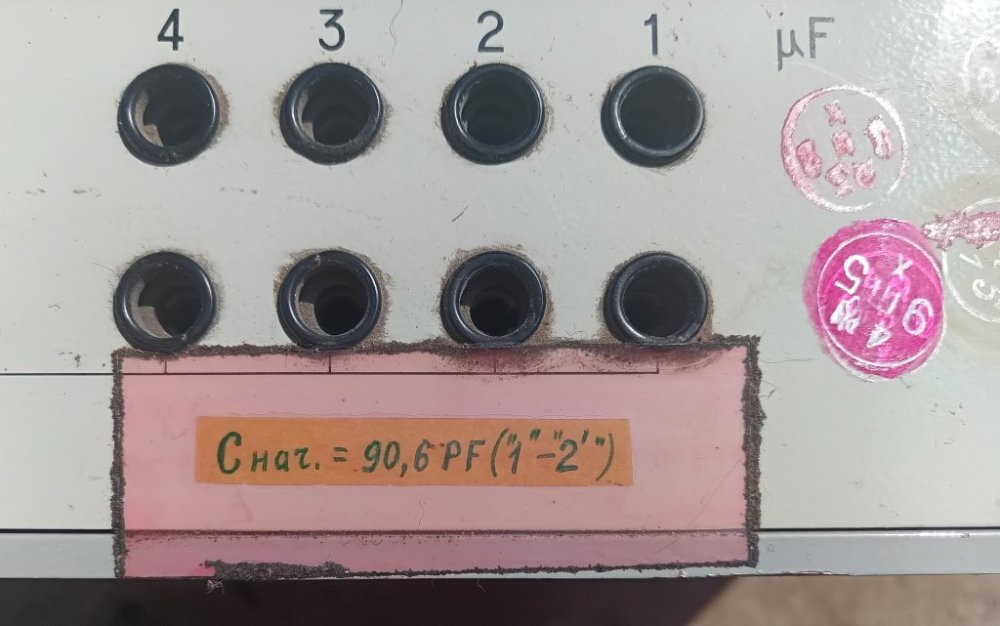 4 3 2 1 µF
Снач. = 90,6 PF ("1"-"2'")